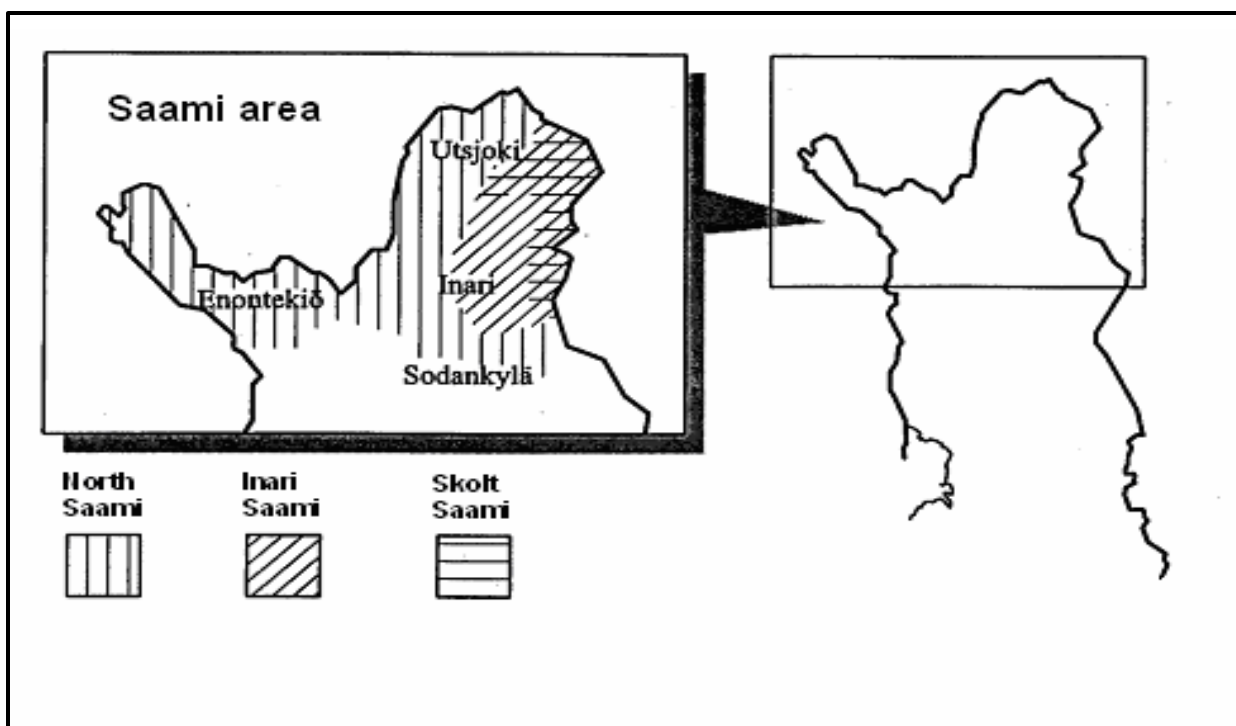 Saami area
Utsjoki
Inari
Enontekiö
Sodankylä
North
Saami
Inari
Saami
Skolt
Saami